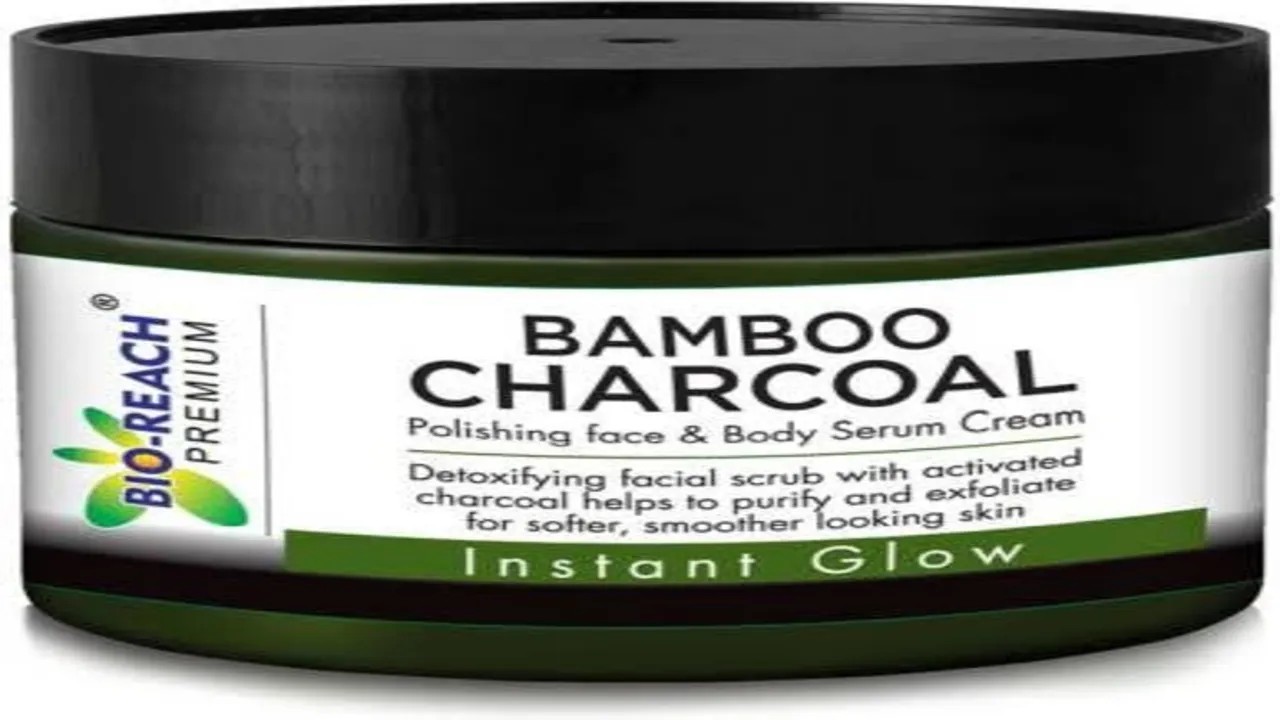 BIO-REACH®
PREMIUM
BAMBOO
CHARCOAL
Polishing face & Body Serum Cream
Detoxifying facial scrub with activated
charcoal helps to purify and exfoliate
for softer, smoother looking skin
Instant Glow